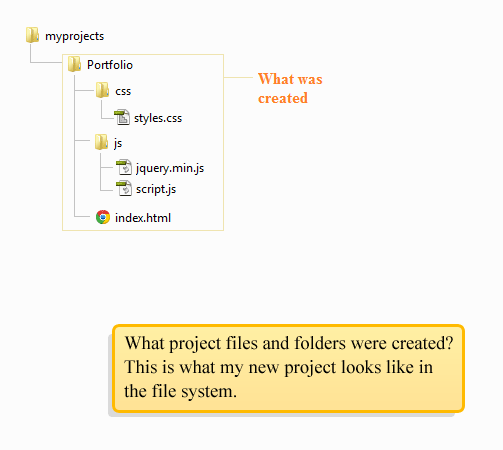 myprojects
Portfolio
What was
created
css
styles.css
js
jquery.min.js
script.js
index.html
What project files and folders were created?
This is what my new project looks like in
the file system.